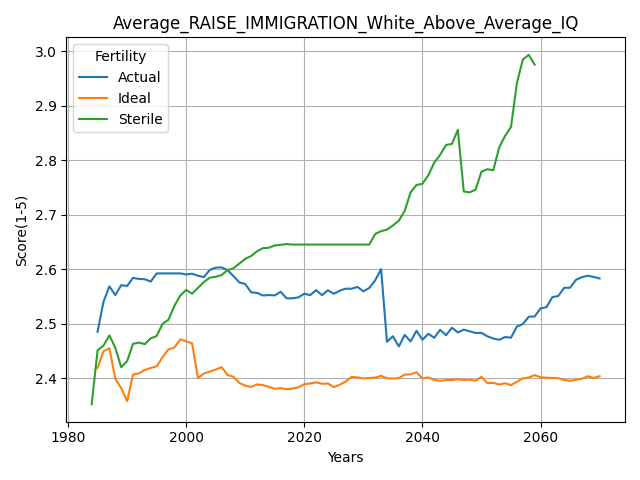 Average_RAISE_IMMIGRATION_White_Above_Average_IQ
Fertility
Actual
Ideal
Sterile
Score(1-5)
3.0
2.9
2.8
2.7
2.6
2.5
2.4
1980
2000
2020
2040
2060
Years